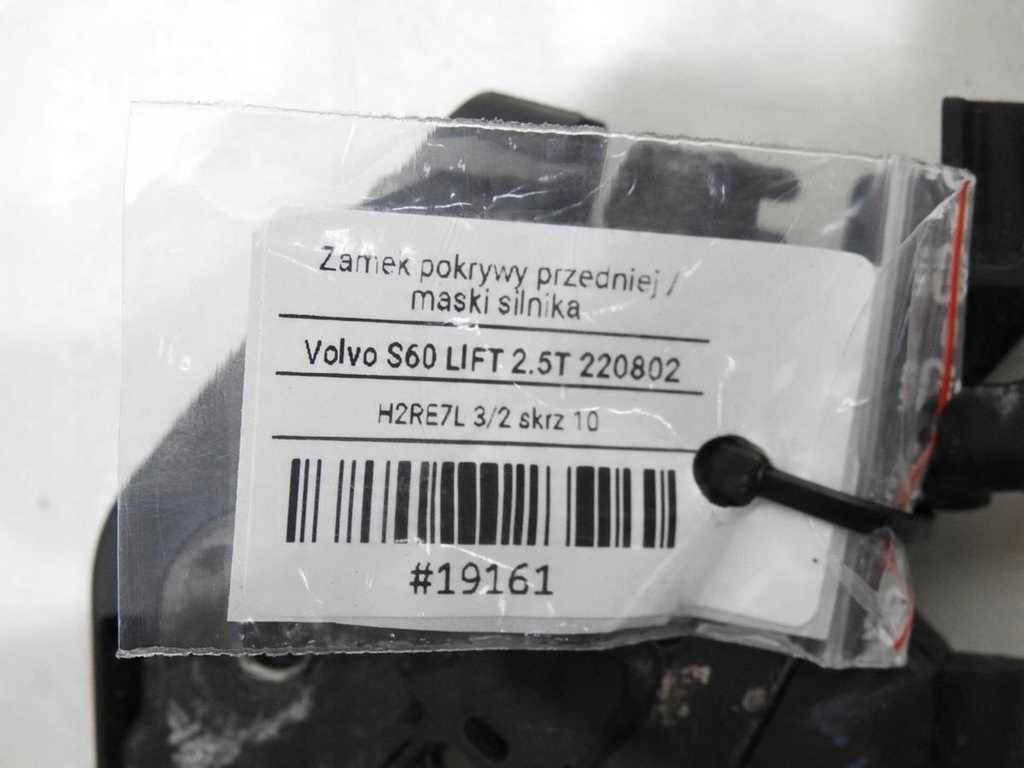 Zamek pokrywy przedniej /
maski silnika
Volvo S60 LIFT 2.5T 220802
H2RE7L 3/2 skrz 10
#19161